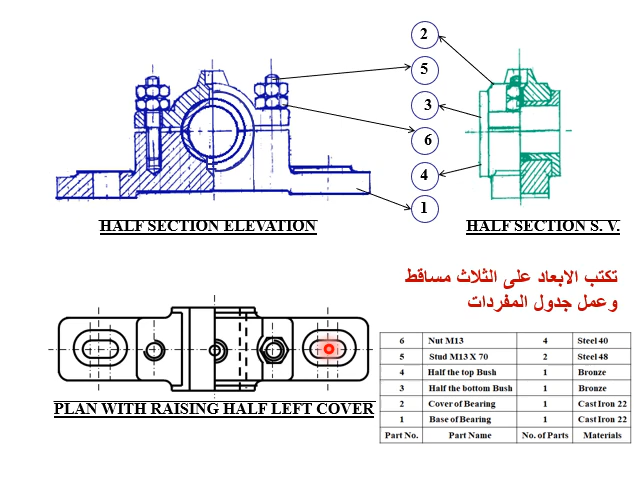 2
5
3
6
4
1
HALF SECTION ELEVATION
HALF SECTION S. V.
تكتب الابعاد على الثلاث مساقط
وعمل جدول المفردات
PLAN WITH RAISING HALF LEFT COVER
6 Nut M13 4 Steel 40
5 Stud M13 X 70 2 Steel 48
4 Half the top Bush 1 Bronze
3 Half the bottom Bush 1 Bronze
2 Cover of Bearing 1 Cast Iron 22
1 Base of Bearing 1 Cast Iron 22
Part No. Part Name No. of Parts Materials